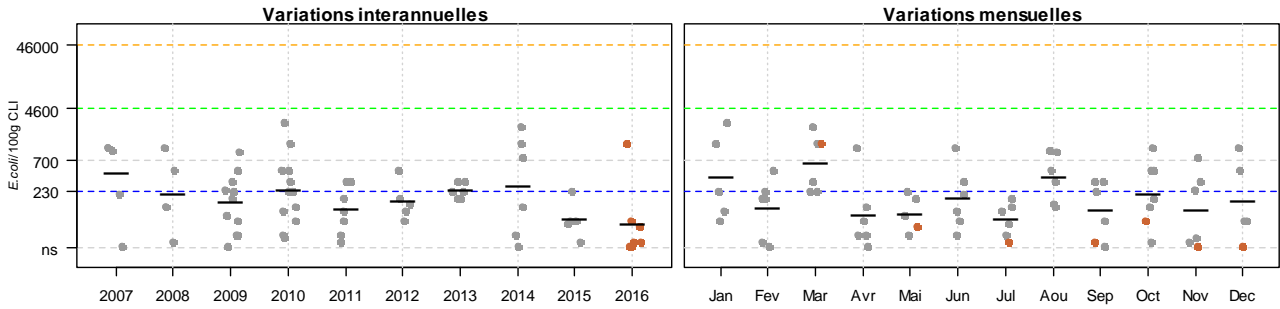 Variations interannuelles
Variations mensuelles
E.coli/100g CLI
46000
4600
700
230
ns
2007 2008 2009 2010 2011 2012 2013 2014 2015 2016
Jan Fev Mar Avr Mai Jun Jul Aou Sep Oct Nov Dec